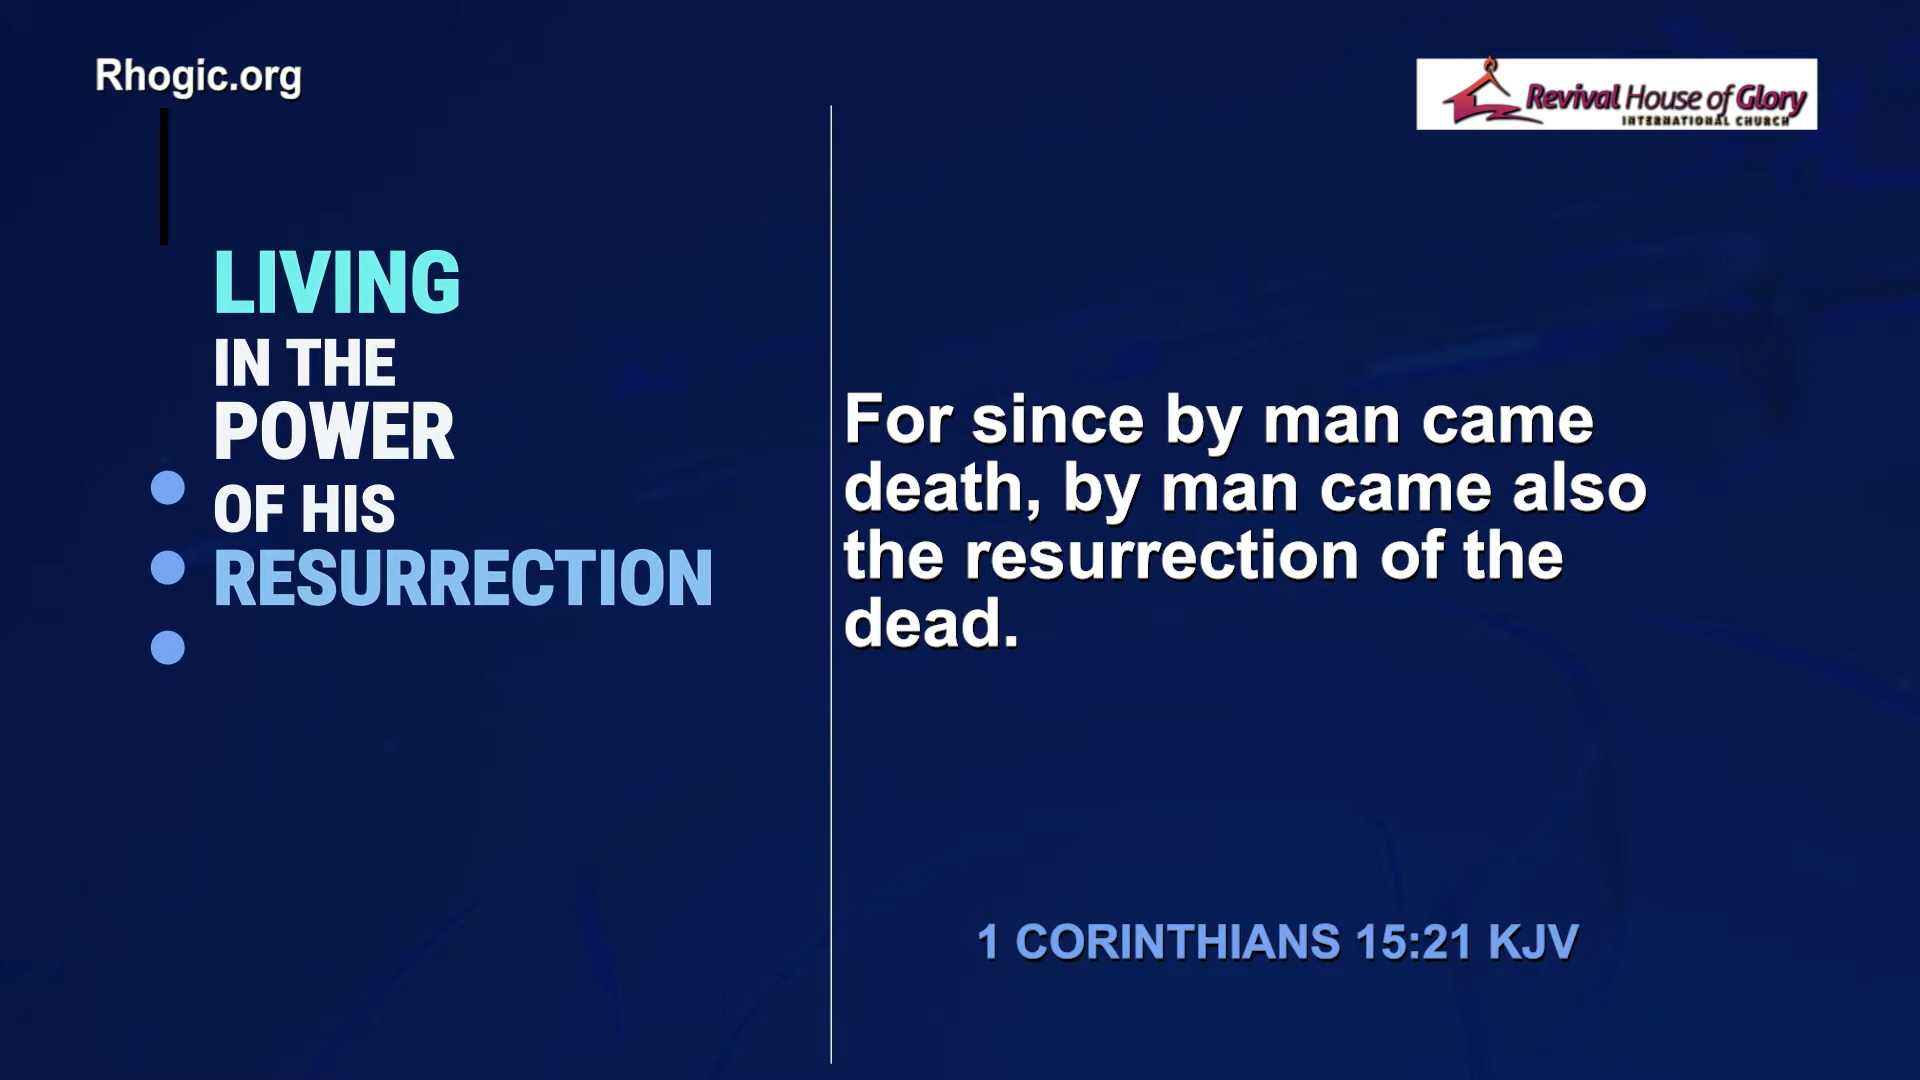 Rhogic.org
Revival House of Glory
INTERNATIONAL CHURCH
LIVING
IN THE
POWER
OF HIS
RESURRECTION
For since by man came
death, by man came also
the resurrection of the
dead.
1 CORINTHIANS 15:21 KJV